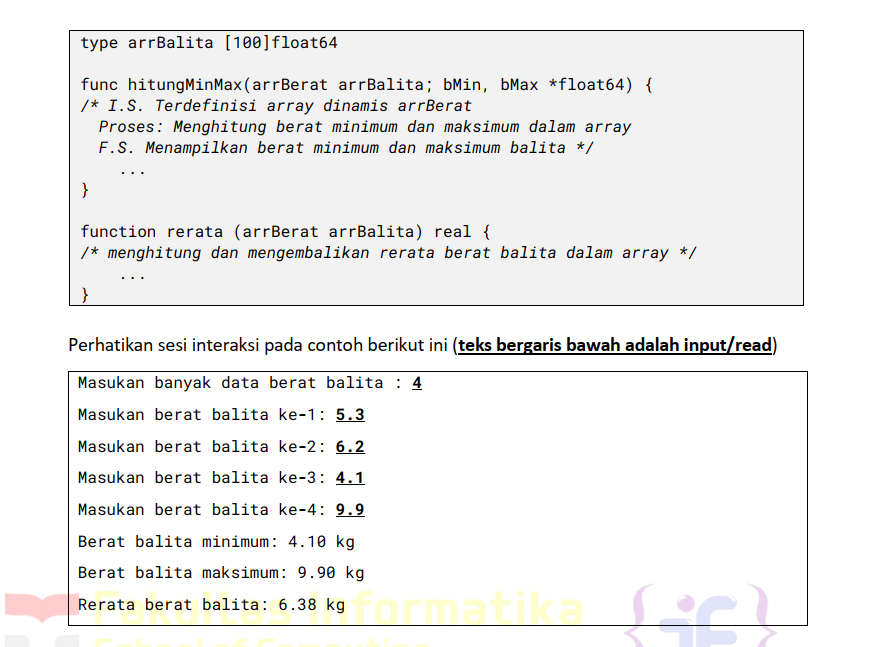 type arrBalita [100]float64
func hitungMinMax(arrBerat arrBalita; bMin, bMax *float64) {
/* I.S. Terdefinisi array dinamis arrBerat
Proses: Menghitung berat minimum dan maksimum dalam array
F.S. Menampilkan berat minimum dan maksimum balita */
...
}
function rerata (arrBerat arrBalita) real {
/* menghitung dan mengembalikan rerata berat balita dalam array */
...
}
Perhatikan sesi interaksi pada contoh berikut ini (teks bergaris bawah adalah input/read)
Masukan banyak data berat balita : 4
Masukan berat balita ke-1: 5.3
Masukan berat balita ke-2: 6.2
Masukan berat balita ke-3: 4.1
Masukan berat balita ke-4: 9.9
Berat balita minimum: 4.10 kg
Berat balita maksimum: 9.90 kg
Rerata berat balita: 6.38 kg
Fakultas Informatika
School of Computing
if